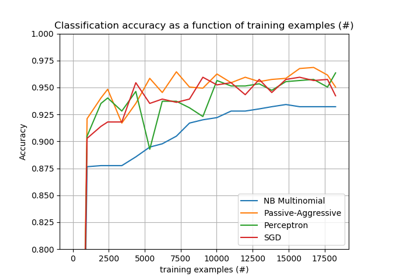 Classification accuracy as a function of training examples (#)
1.000
0.975
0.950
0.925
0.900
0.875
0.850
0.825
0.800
Accuracy
NB Multinomial
Passive-Aggressive
Perceptron
SGD
0 2500 5000 7500 10000 12500 15000 17500
training examples (#)